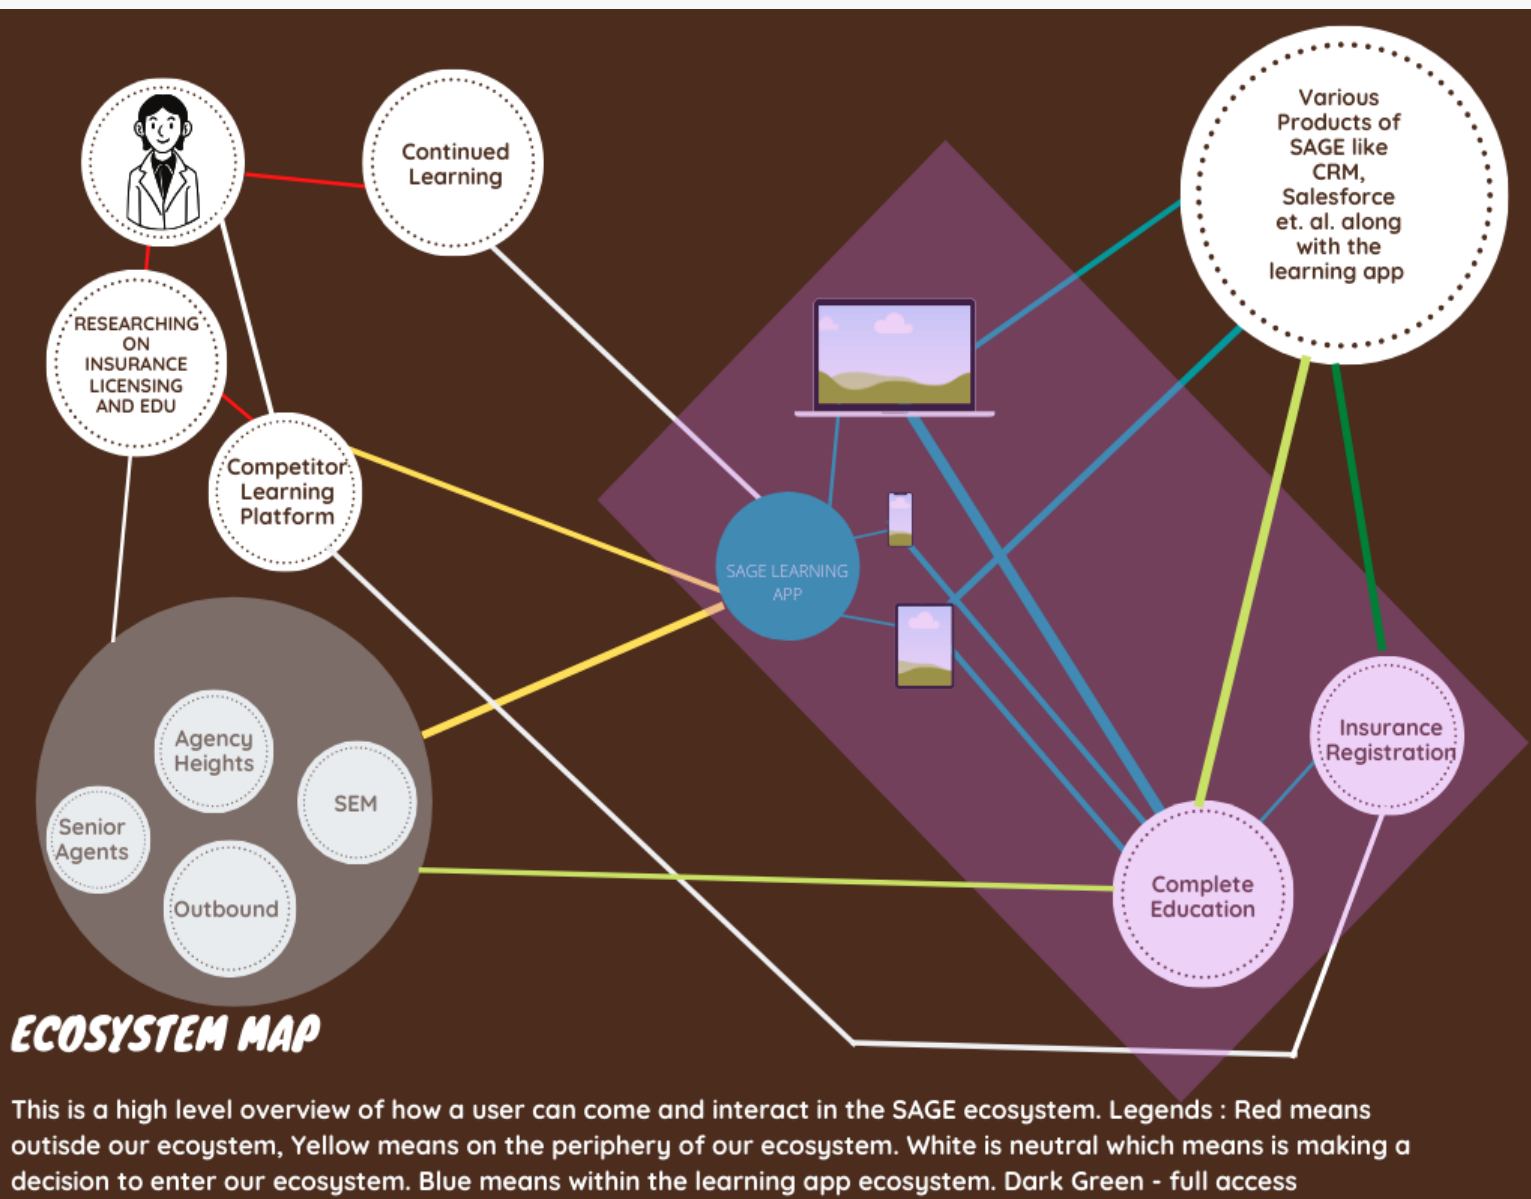 Continued
Learning
Various
Products of
SAGE like
CRM,
Salesforce
et. al. along
with the
learning app
RESEARCHING
ON
INSURANCE
LICENSING
AND EDU
Competitor
Learning
Platform
SAGE LEARNING
APP
Agency
Heights
SEM
Senior
Agents
Outbound
Insurance
Registration
Complete
Education
ECOSYSTEM MAP
This is a high level overview of how a user can come and interact in the SAGE ecosystem. Legends : Red means
outisde our ecoystem, Yellow means on the periphery of our ecosystem. White is neutral which means is making a
decision to enter our ecosystem. Blue means within the learning app ecosystem. Dark Green - full access